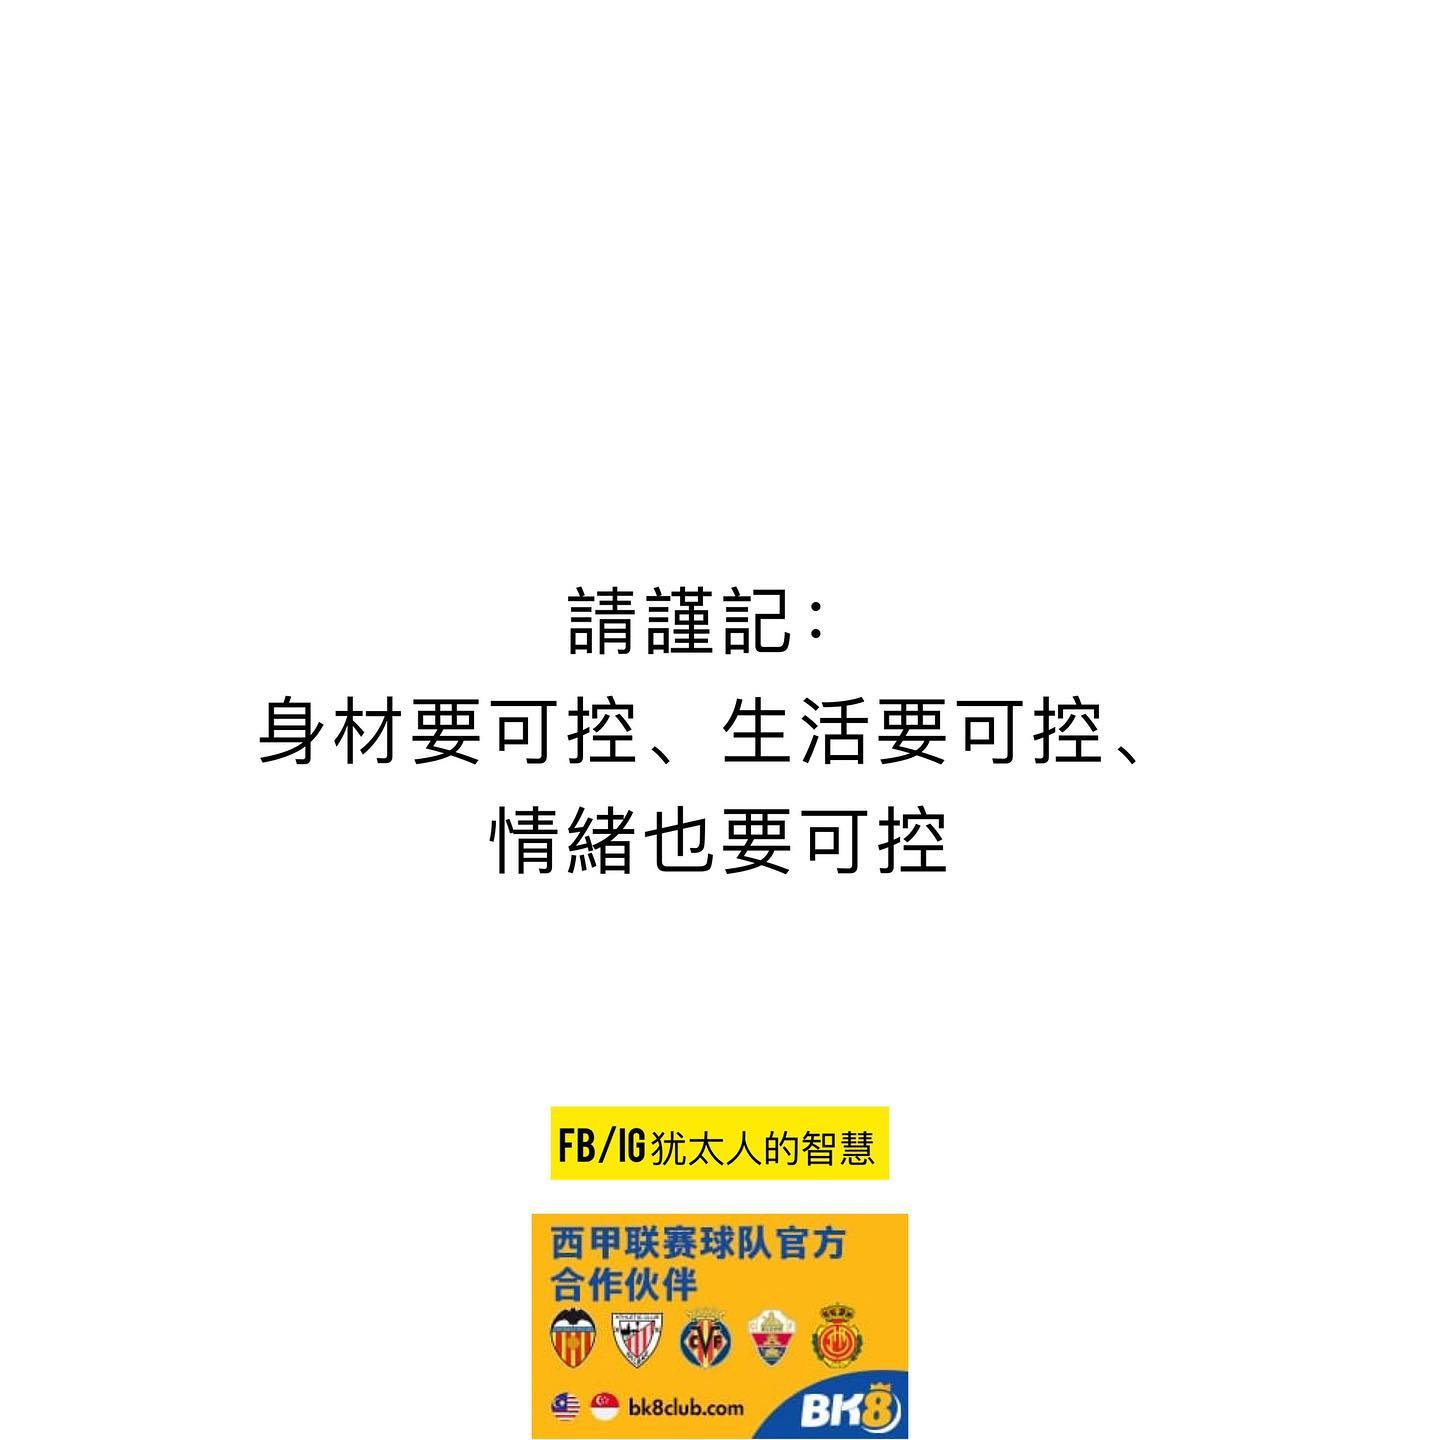 請謹記：
身材要可控、生活要可控、
情緒也要可控
FB/IG犹太人的智慧
西甲联赛球队官方
合作伙伴
bk8club.com
BK8